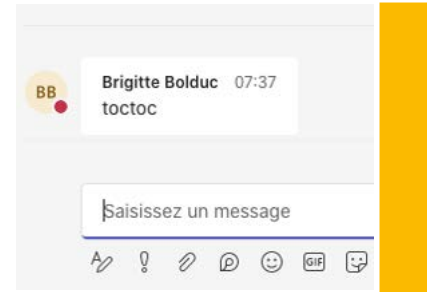 BB
Brigitte Bolduc 07:37
toctoc
Saisissez un message
GIF